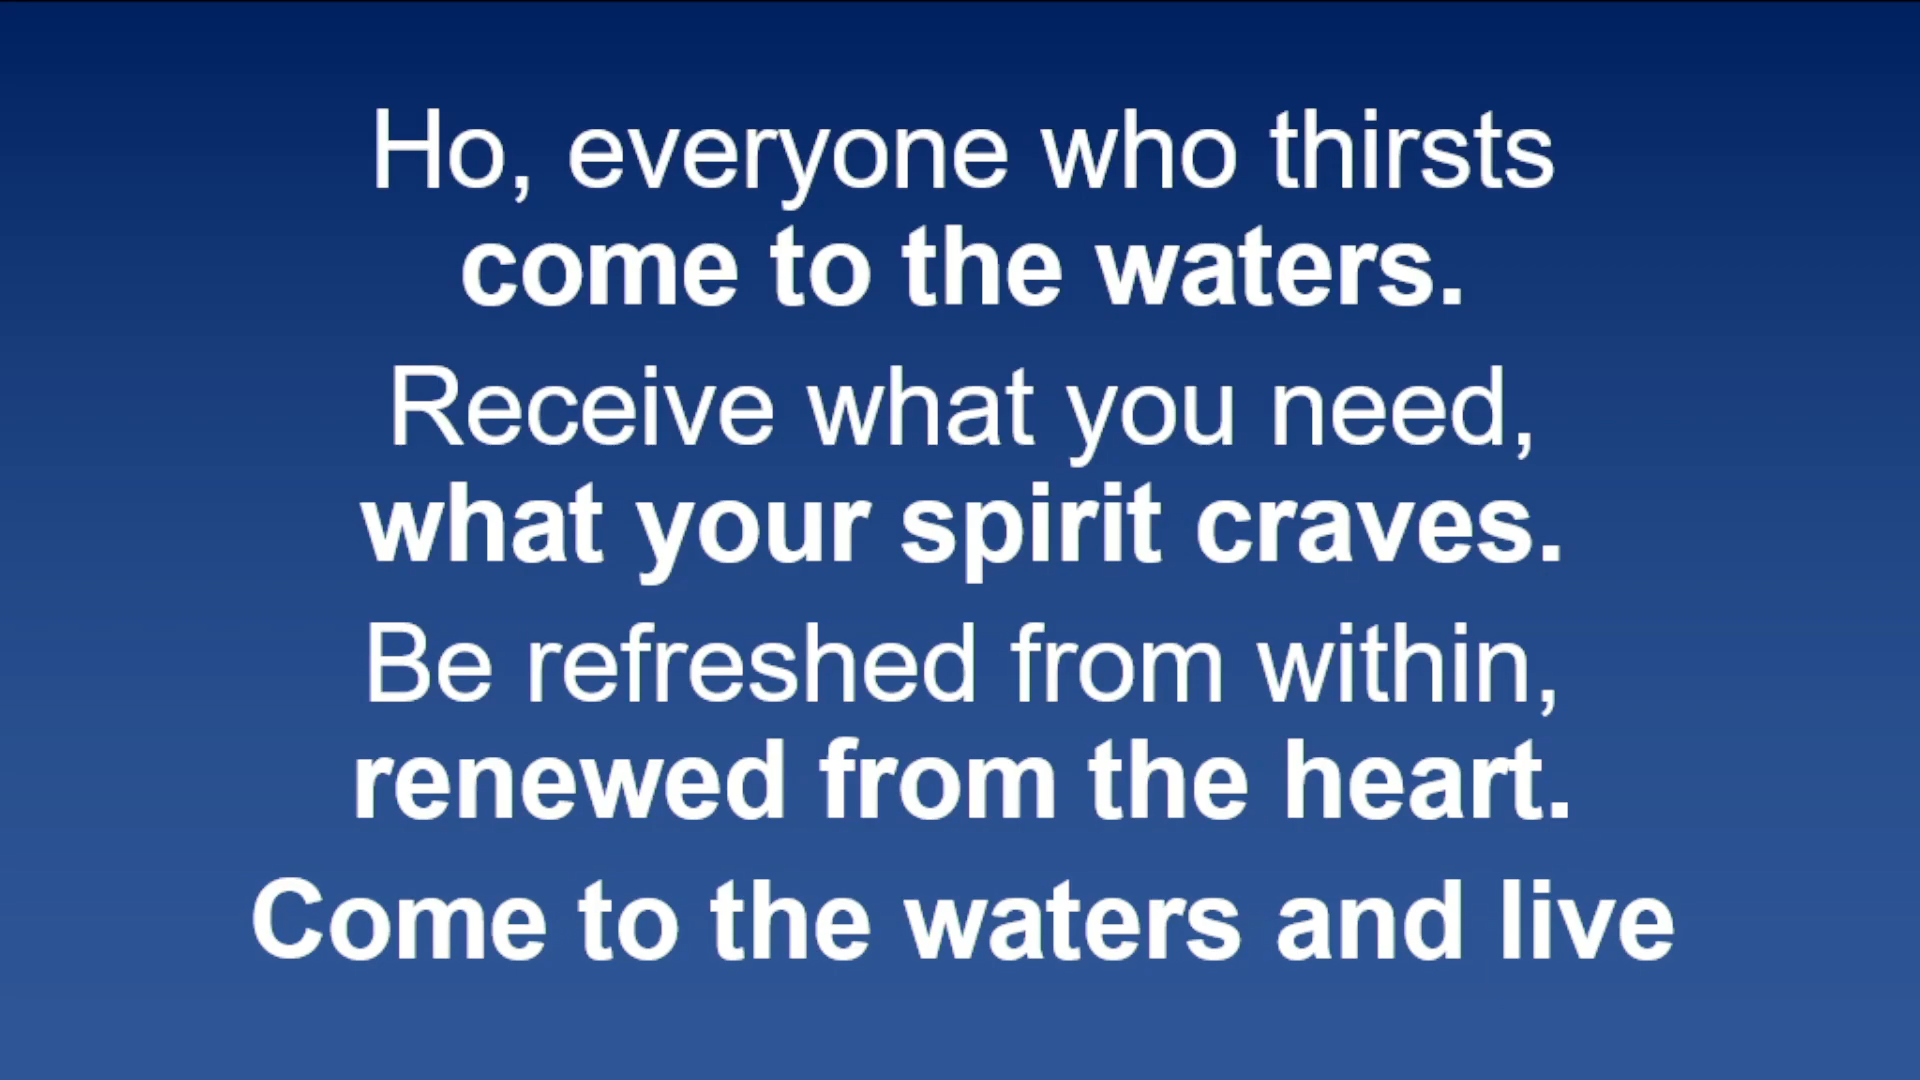 Ho, everyone who thirsts
come to the waters.
Receive what you need,
what your spirit craves.
Be refreshed from within,
renewed from the heart.
Come to the waters and live